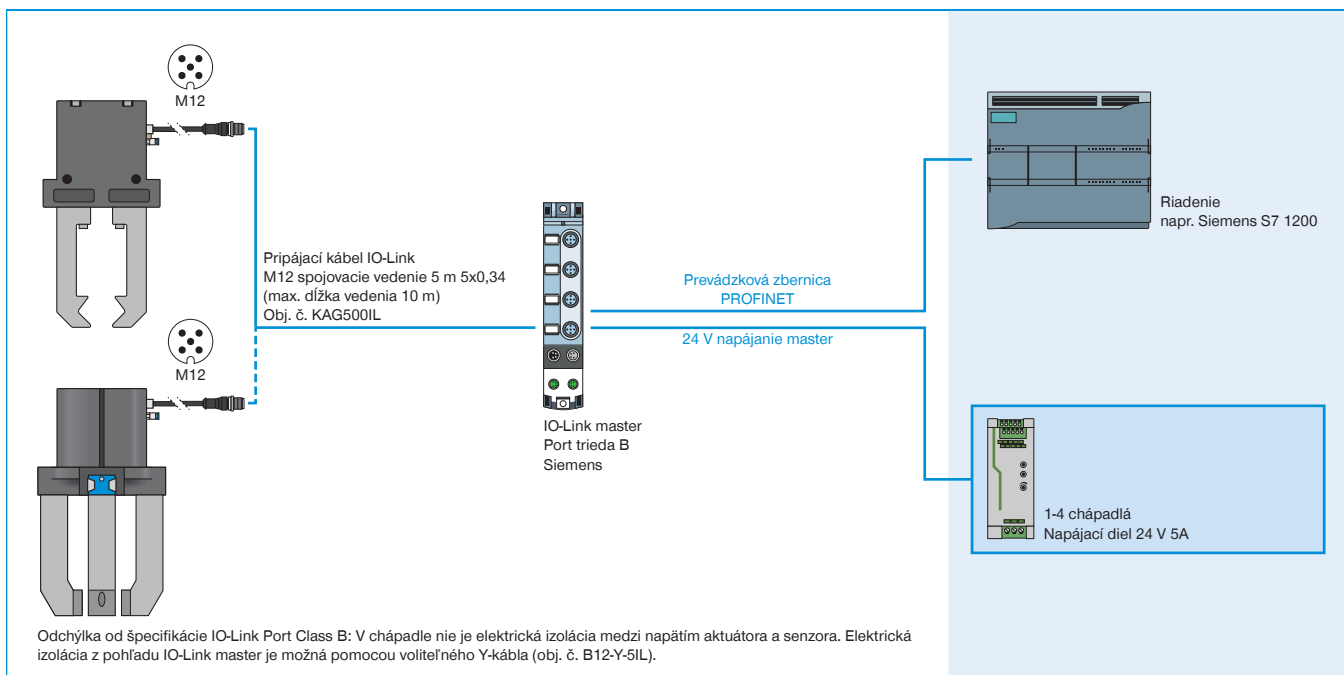 M12
Pripájací kábel IO-Link
M12 spojovacie vedenie 5 m 5x0,34
(max. dĺžka vedenia 10 m)
Obj. č. KAG500IL
M12
IO-Link master
Port trieda B
Siemens
Prevádzková zbernica
PROFINET
24 V napájanie master
Riadenie
napr. Siemens S7 1200
1-4 chápadlá
Napájací diel 24 V 5A
Odchýlka od špecifikácie IO-Link Port Class B: V chápadle nie je elektrická izolácia medzi napätím aktuátora a senzora. Elektrická
izolácia z pohľadu IO-Link master je možná pomocou voliteľného Y-kábla (obj. č. B12-Y-5IL).